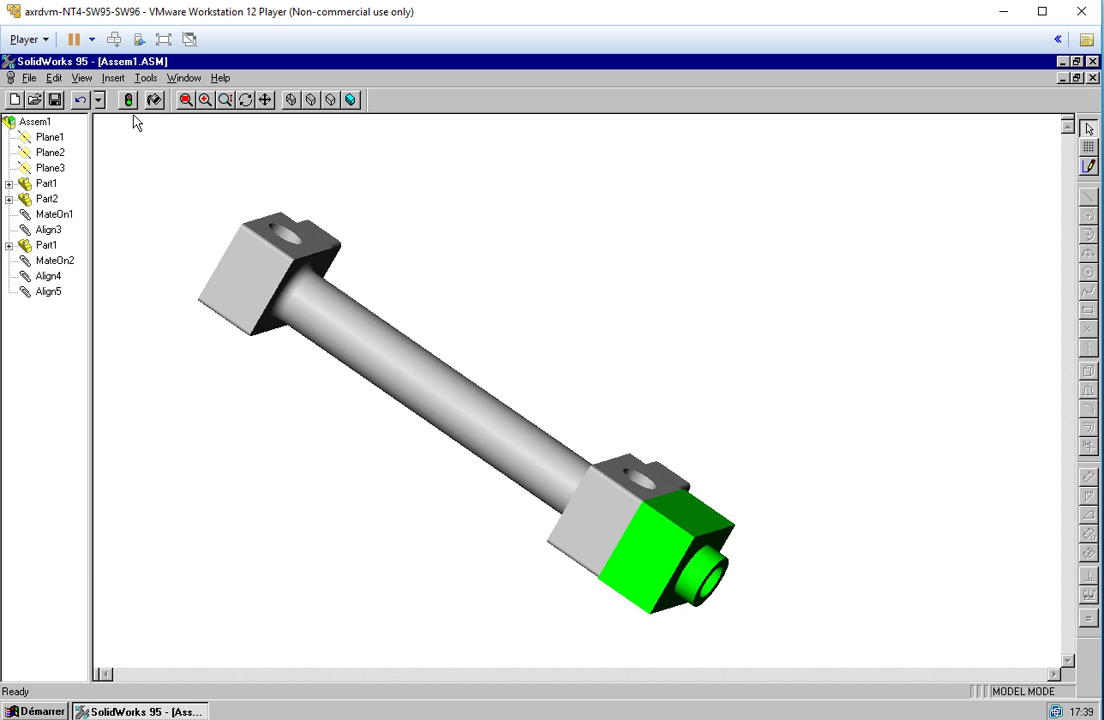 axrdvm-NT4-SW95-SW96 - VMware Workstation 12 Player (Non-commercial use only)
Player
SolidWorks 95 - [Assem1.ASM]
File Edit View Insert Tools Window Help
Assem1
Plane1
Plane2
Plane3
Part1
Part2
MateOn1
Align3
Part1
MateOn2
Align4
Align5
Ready
MODEL MODE
Démarrer
SolidWorks 95 - [Ass...
17:39